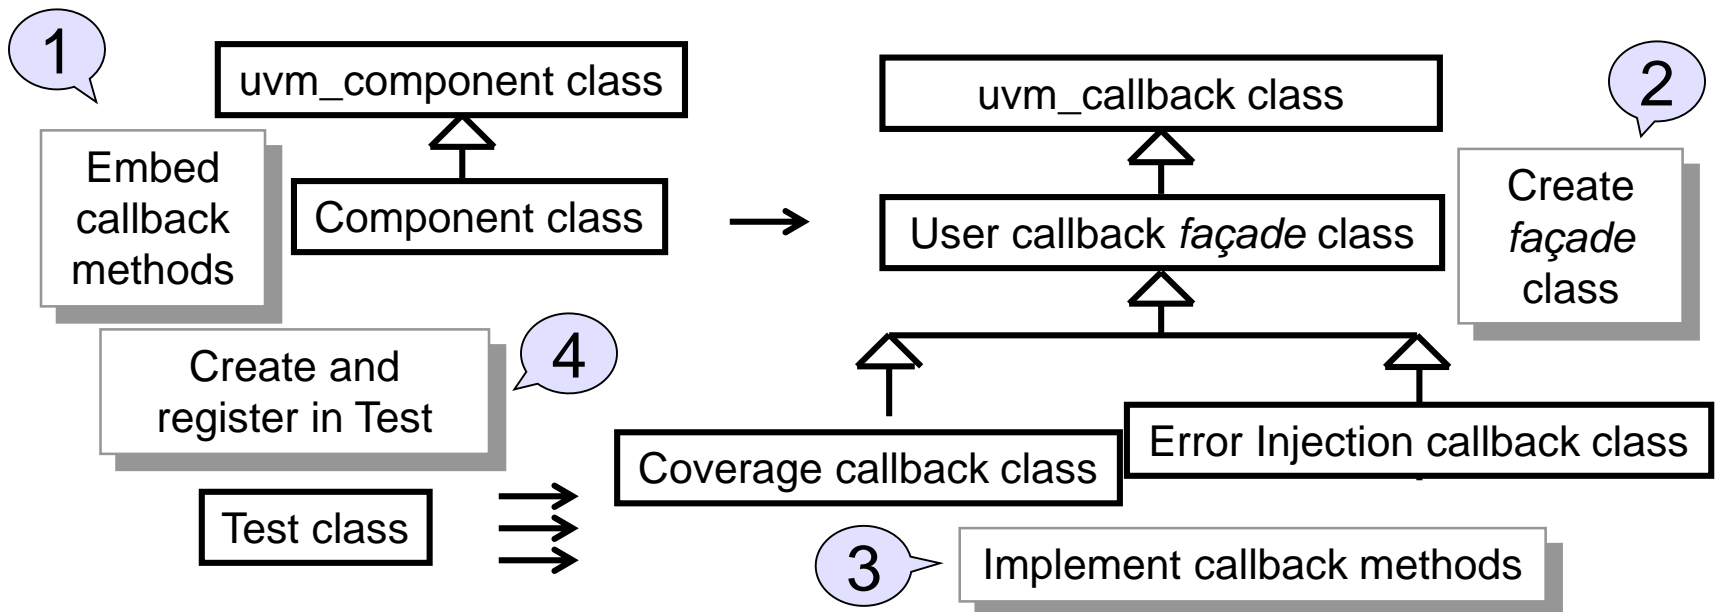 1
uvm_component class
uvm_callback class
2
Embed
callback
methods
Component class
User callback façade class
Create
façade
class
Create and
register in Test
4
Coverage callback class
Error Injection callback class
Test class
3
Implement callback methods